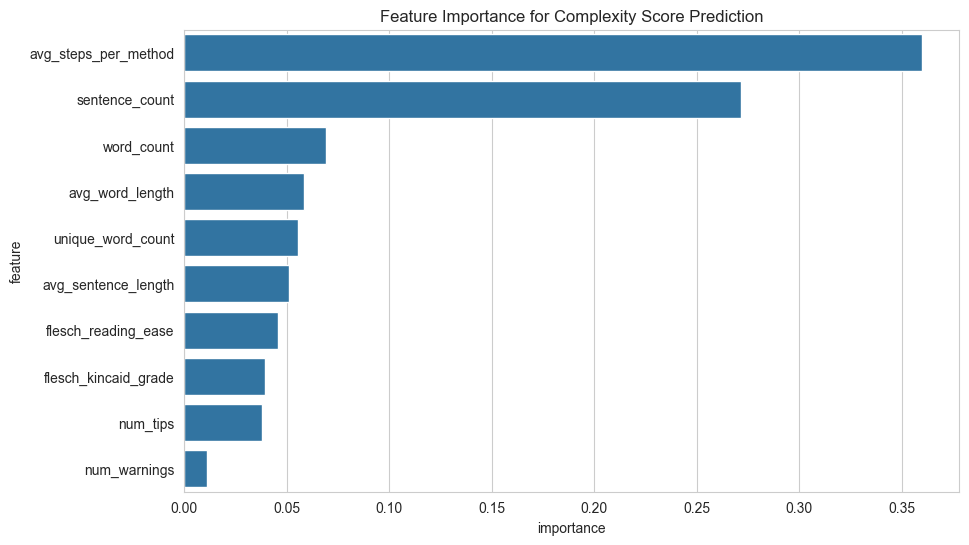 Feature Importance for Complexity Score Prediction
feature
avg_steps_per_method
sentence_count
word_count
avg_word_length
unique_word_count
avg_sentence_length
flesch_reading_ease
flesch_kincaid_grade
num_tips
num_warnings
0.00 0.05 0.10 0.15 0.20 0.25 0.30 0.35
importance